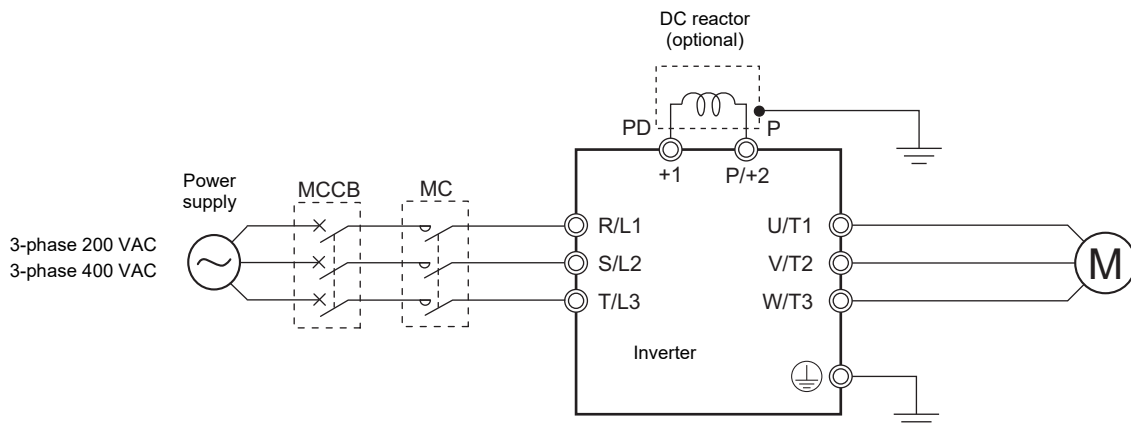 DC reactor
(optional)
PD
P
+1
P/+2
Power
supply
MCCB
MC
3-phase 200 VAC
3-phase 400 VAC
R/L1
S/L2
T/L3
U/T1
V/T2
W/T3
M
Inverter